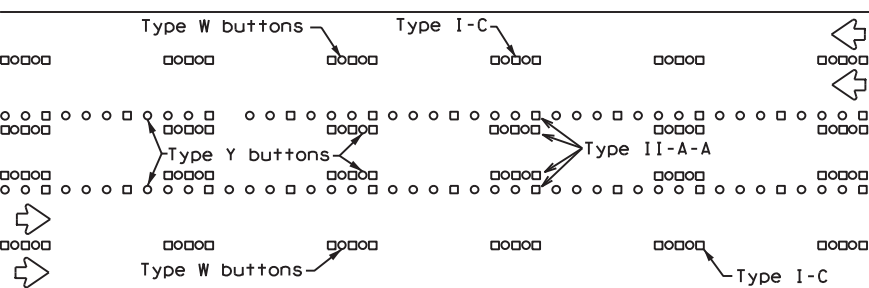 Type W buttons
Type I-C
Type Y buttons
Type II-A-A
Type W buttons
Type I-C